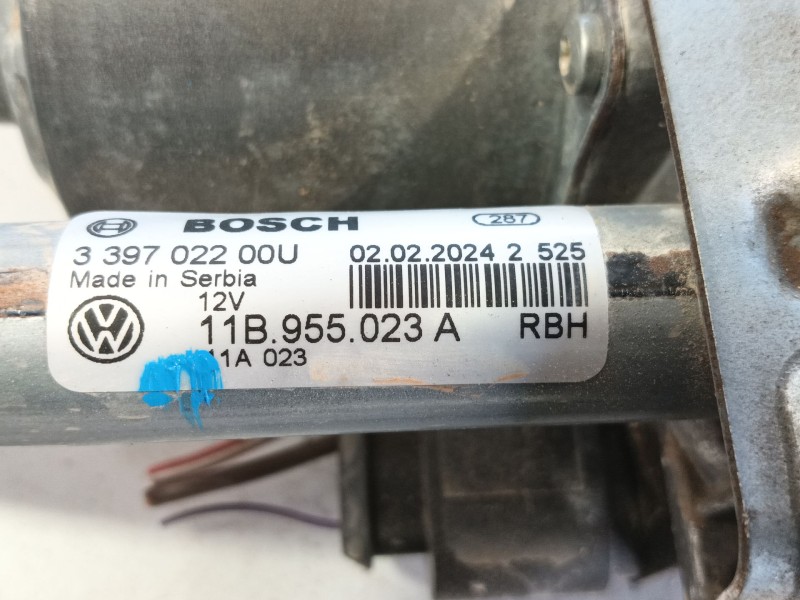 BOSCH 287
3 397 022 00U 02.02.2024 2 525
Made in Serbia
12V
11B.955.023 A RBH
11A 023